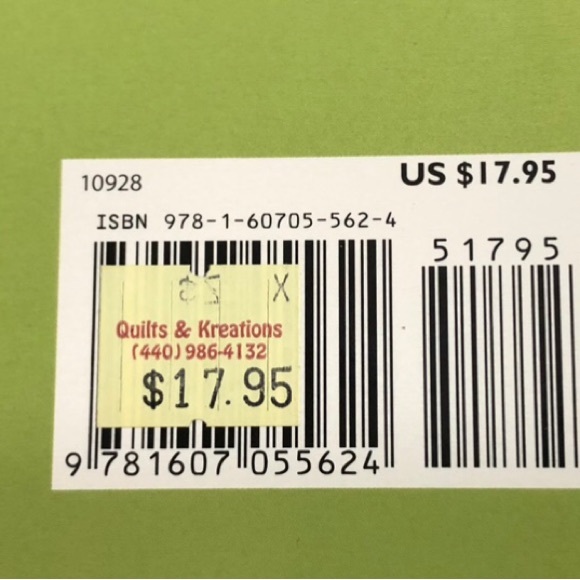 10928
US $17.95
ISBN 978-1-60705-562-4
51795
X
Quilts & Kreations
(440) 986-4132
$17.95
9 781607 055624